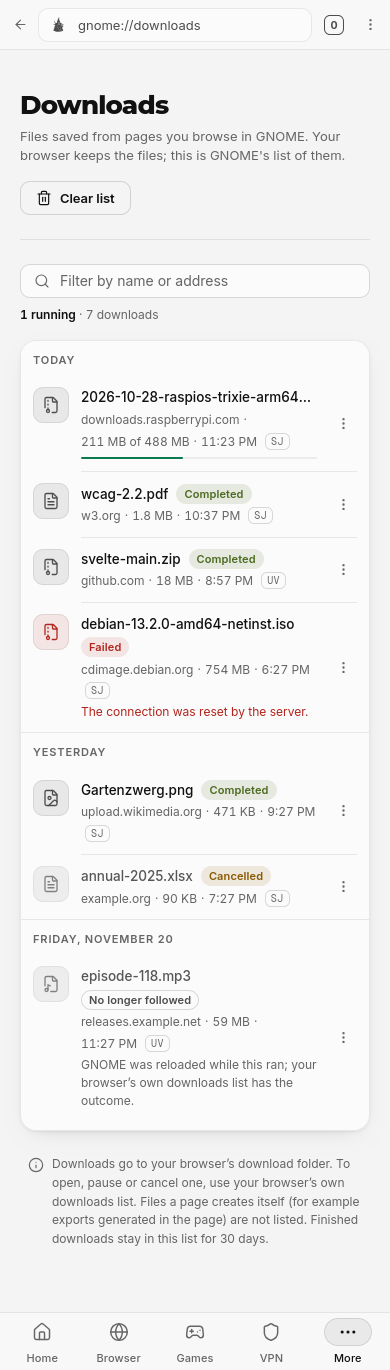 gnome://downloads
0
Downloads
Files saved from pages you browse in GNOME. Your
browser keeps the files; this is GNOME's list of them.
Clear list
Filter by name or address
1 running · 7 downloads
TODAY
2026-10-28-raspios-trixie-arm64…
downloads.raspberrypi.com ·
211 MB of 488 MB · 11:23 PM SJ
wcag-2.2.pdf Completed
w3.org · 1.8 MB · 10:37 PM SJ
svelte-main.zip Completed
github.com · 18 MB · 8:57 PM UV
debian-13.2.0-amd64-netinst.iso
Failed
cdimage.debian.org · 754 MB · 6:27 PM
SJ
The connection was reset by the server.
YESTERDAY
Gartenzwerg.png Completed
upload.wikimedia.org · 471 KB · 9:27 PM
SJ
annual-2025.xlsx Cancelled
example.org · 90 KB · 7:27 PM SJ
FRIDAY, NOVEMBER 20
episode-118.mp3
No longer followed
releases.example.net · 59 MB ·
11:27 PM UV
GNOME was reloaded while this ran; your
browser’s own downloads list has the
outcome.
Downloads go to your browser’s download folder. To
open, pause or cancel one, use your browser’s own
downloads list. Files a page creates itself (for example
exports generated in the page) are not listed. Finished
downloads stay in this list for 30 days.
Home Browser Games VPN More